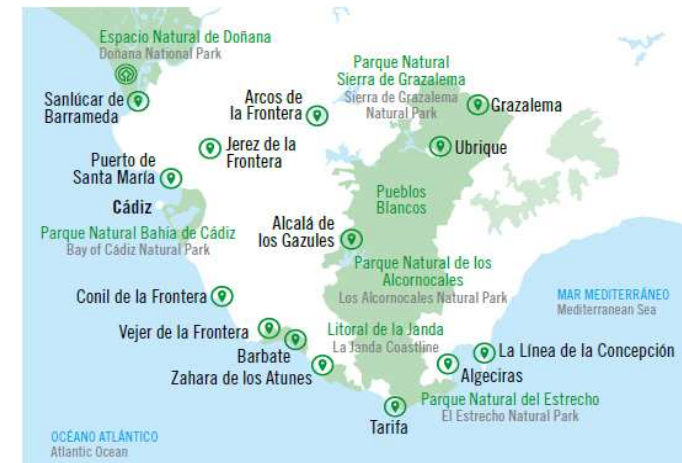 Espacio Natural de Doñana
Doñana National Park
Sanlúcar de
Barrameda
Arcos de
la Frontera
Parque Natural
Sierra de Grazalema
Sierra de Grazalema
Natural Park
Grazalema
Jerez de la
Frontera
Ubrique
Puerto de
Santa María
Cádiz
Pueblos
Blancos
Parque Natural Bahía de Cádiz
Bay of Cádiz Natural Park
Alcalá de
los Gazules
Parque Natural de los
Alcornocales
Los Alcornocales Natural Park
Conil de la Frontera
MAR MEDITERRÁNEO
Mediterranean Sea
Vejer de la Frontera
Barbate
Zahara de los Atunes
Litoral de la Janda
La Janda Coastline
La Línea de la Concepción
Algeciras
Parque Natural del Estrecho
El Estrecho Natural Park
Tarifa
OCÉANO ATLÁNTICO
Atlantic Ocean